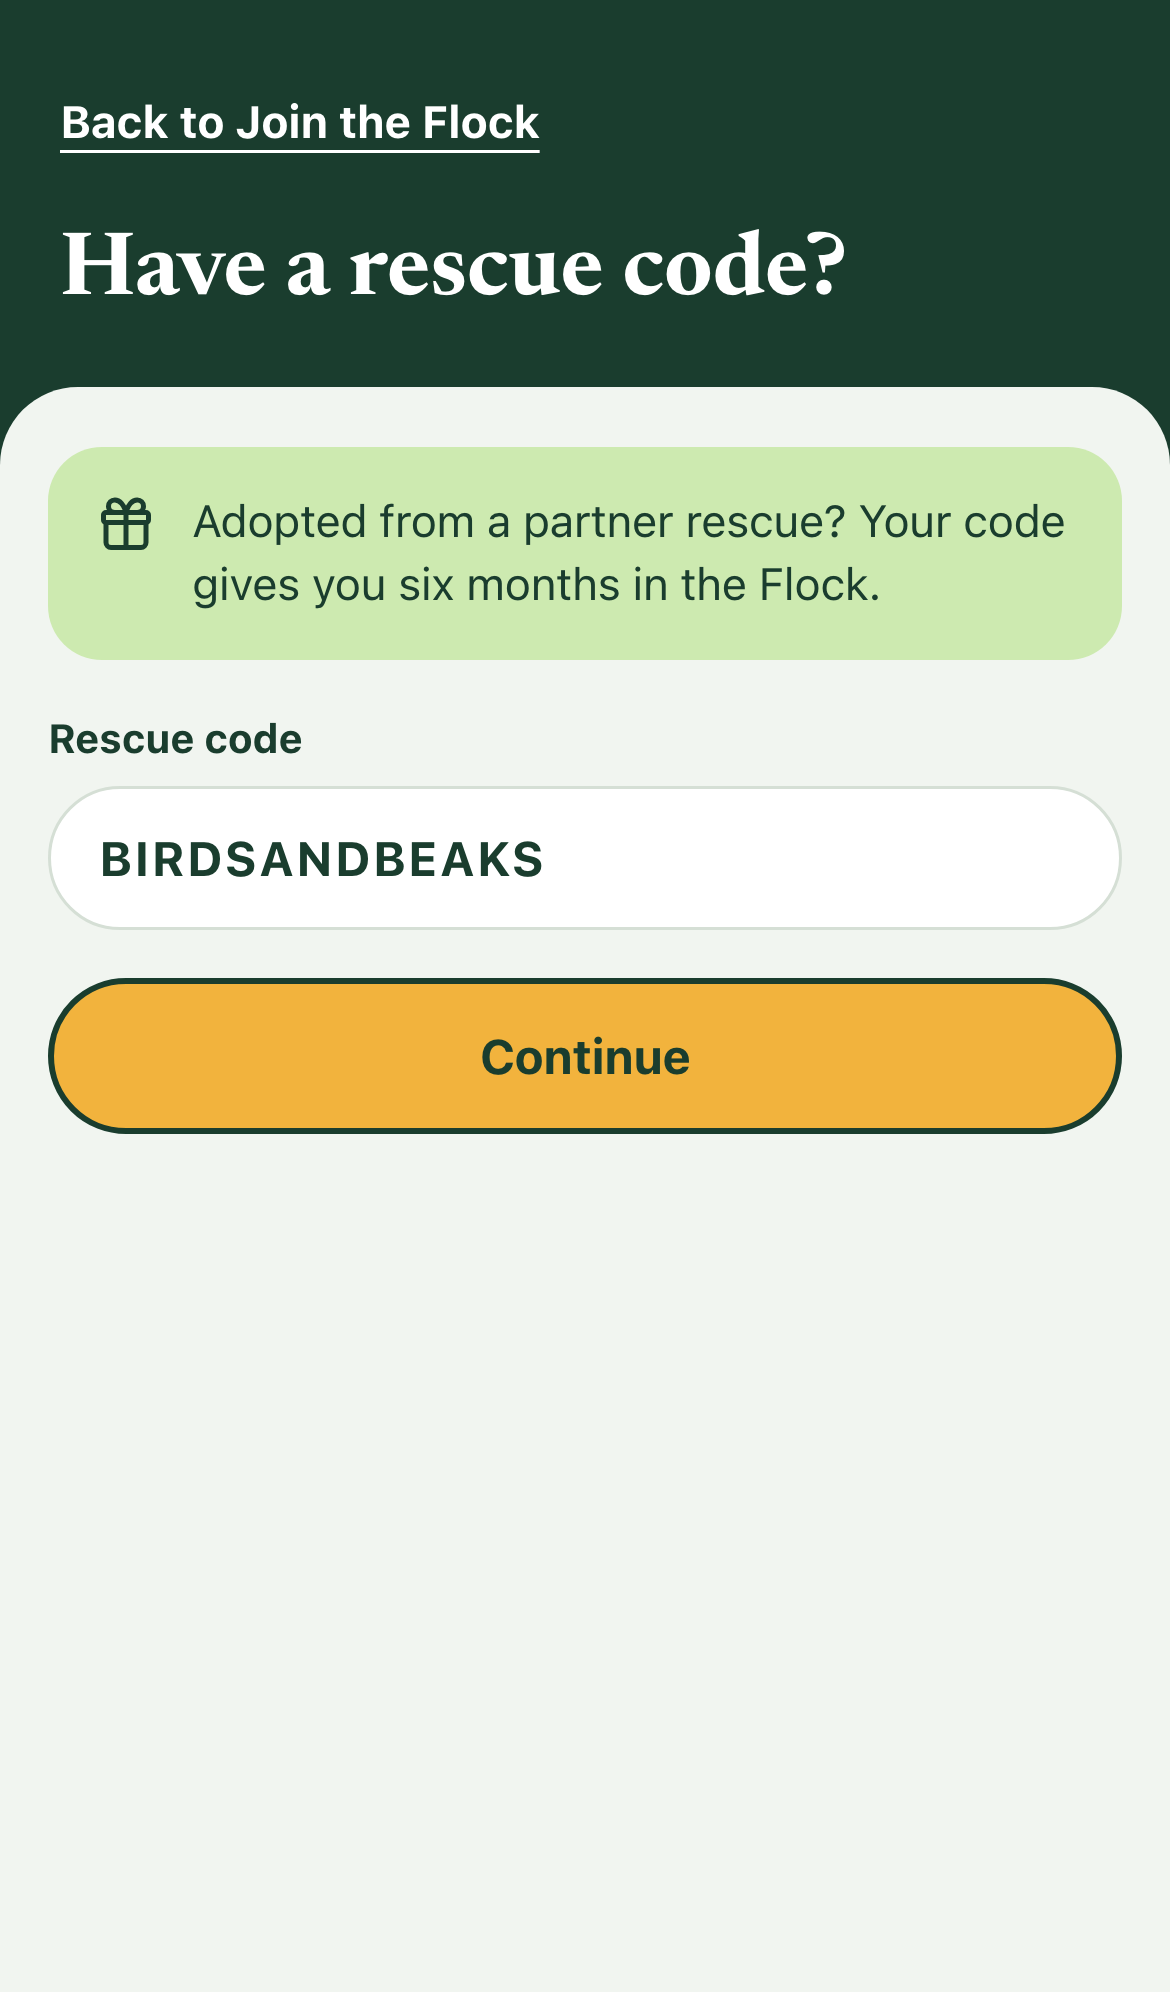 Back to Join the Flock
Have a rescue code?
Adopted from a partner rescue? Your code
gives you six months in the Flock.
Rescue code
BIRDSANDBEAKS
Continue